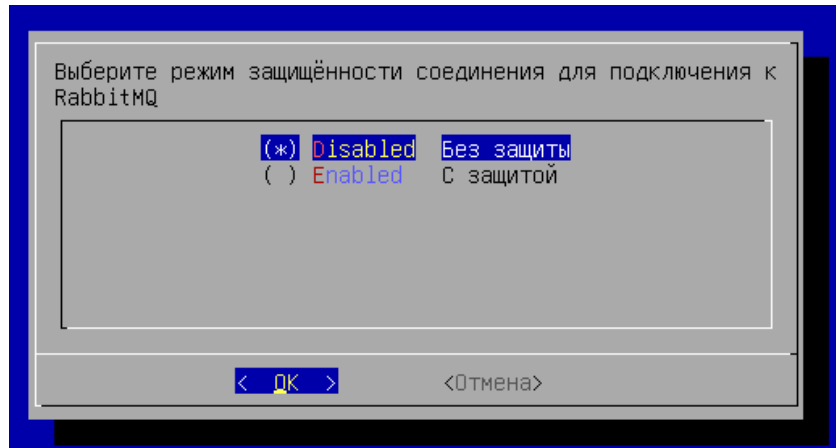 Выберите режим защищённости соединения для подключения к
RabbitMQ
(*) Disabled Без защиты
( ) Enabled С защитой
< OK > <Отмена>